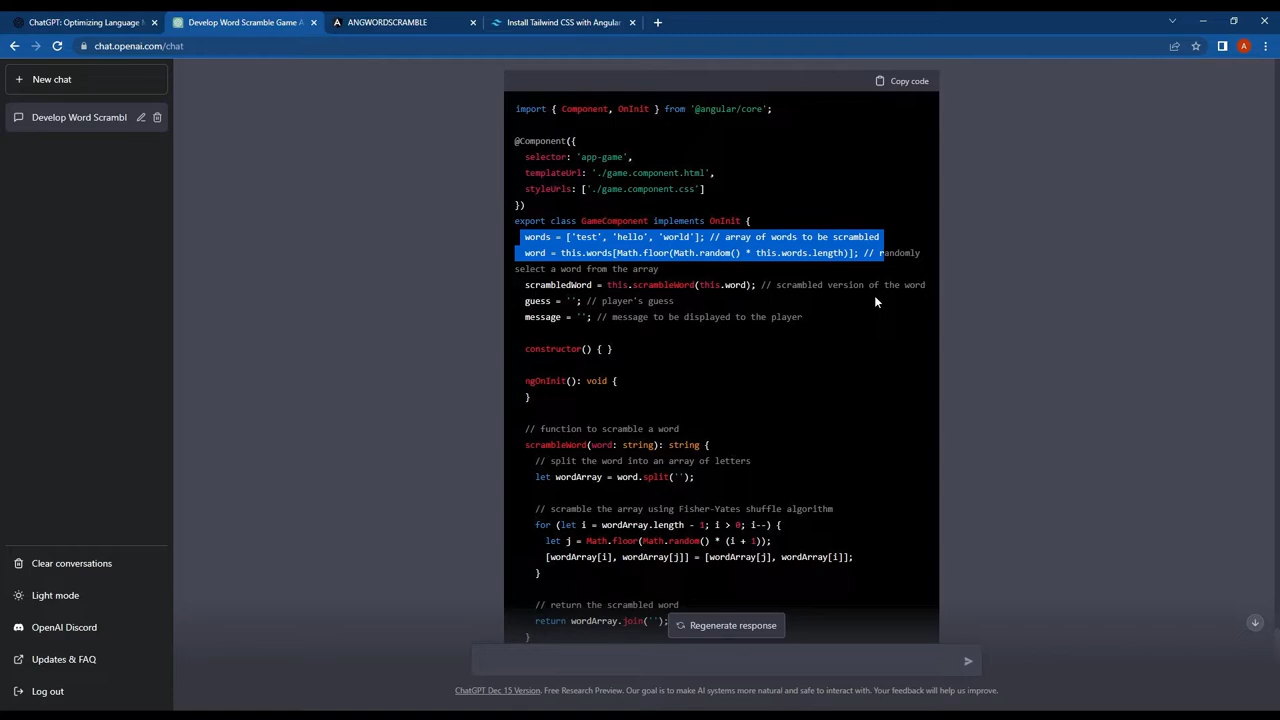 ChatGPT: Optimizing Language M
Develop Word Scramble Game A
ANGWORDSCRAMBLE
Install Tailwind CSS with Angular
chat.openai.com/chat
A
New chat
Develop Word Scrambl
Copy code
import { Component, OnInit } from '@angular/core';
@Component({
selector: 'app-game',
templateUrl: './game.component.html',
styleUrls: ['./game.component.css']
})
export class GameComponent implements OnInit {
words = ['test', 'hello', 'world']; // array of words to be scrambled
word = this.words[Math.floor(Math.random() * this.words.length)]; // randomly
select a word from the array
scrambledWord = this.scrambleWord(this.word); // scrambled version of the word
guess = ''; // player's guess
message = ''; // message to be displayed to the player
constructor() { }
ngOnInit(): void {
}
// function to scramble a word
scrambleWord(word: string): string {
// split the word into an array of letters
let wordArray = word.split('');
// scramble the array using Fisher-Yates shuffle algorithm
for (let i = wordArray.length - 1; i > 0; i--) {
let j = Math.floor(Math.random() * (i + 1));
[wordArray[i], wordArray[j]] = [wordArray[j], wordArray[i]];
}
// return the scrambled word
return wordArray.join('');
}
Regenerate response
Clear conversations
Light mode
OpenAI Discord
Updates & FAQ
Log out
ChatGPT Dec 15 Version. Free Research Preview. Our goal is to make AI systems more natural and safe to interact with. Your feedback will help us improve.